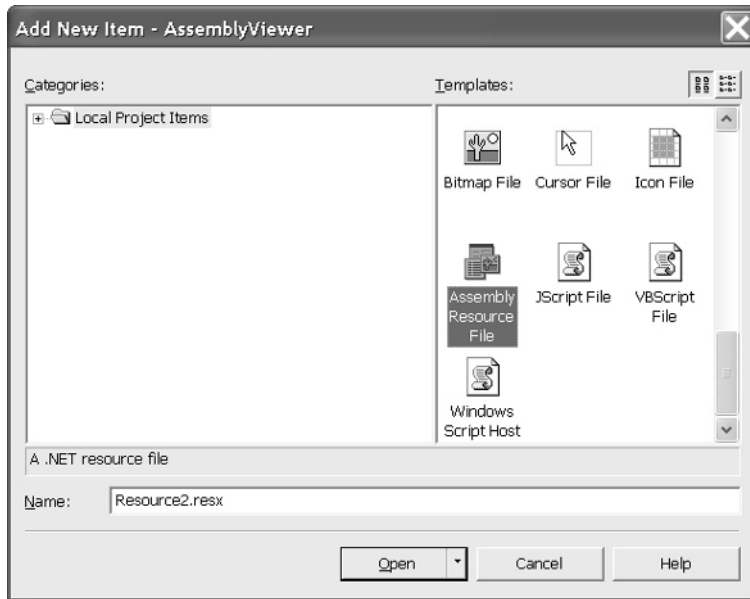 Add New Item - AssemblyViewer
Categories:
Templates:
Local Project Items
Bitmap File
Cursor File
Icon File
Assembly
Resource
File
JScript File
VBScript
File
Windows
Script Host
A .NET resource file
Name:
Resource2.resx
Open
Cancel
Help